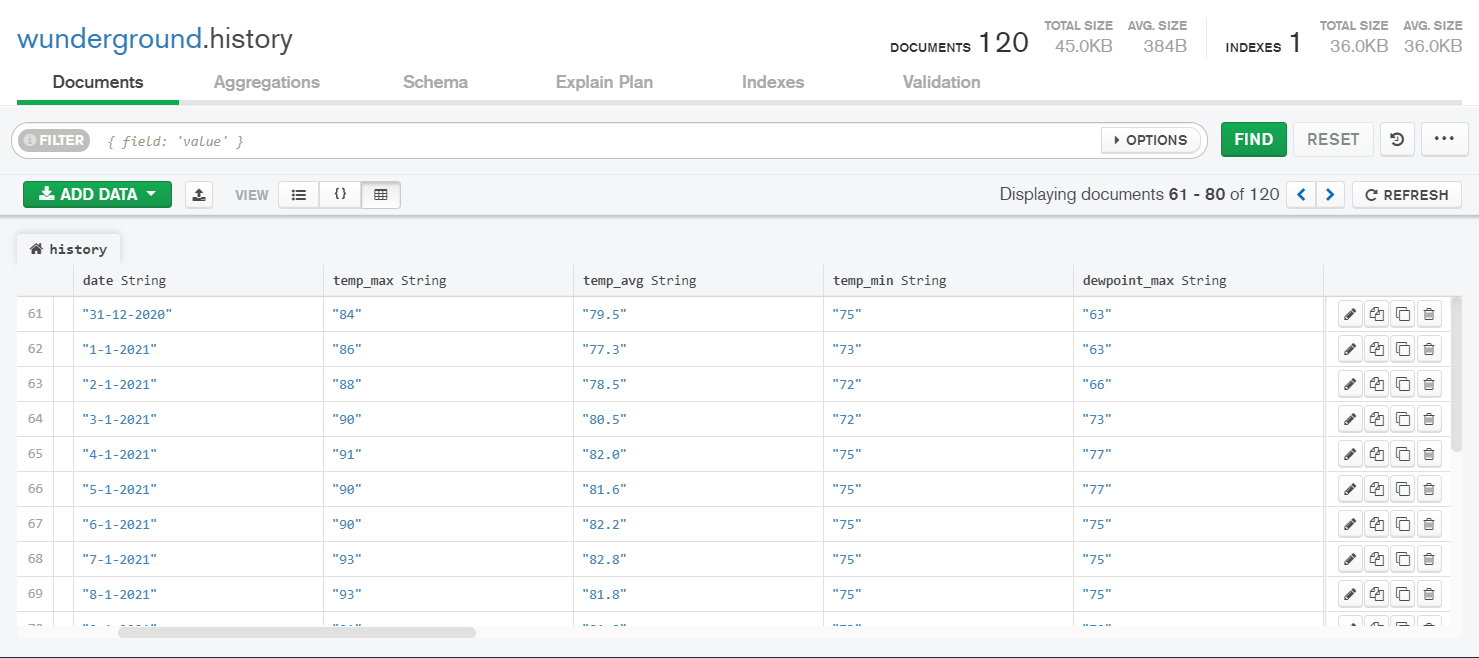 wunderground.history
DOCUMENTS 120 TOTAL SIZE 45.0KB AVG. SIZE 384B INDEXES 1 TOTAL SIZE 36.0KB AVG. SIZE 36.0KB
Documents Aggregations Schema Explain Plan Indexes Validation
FILTER { field: 'value' } OPTIONS FIND RESET ...
ADD DATA VIEW {} Displaying documents 61 - 80 of 120 < > REFRESH
history
date String temp_max String temp_avg String temp_min String dewpoint_max String
61 "31-12-2020" "84" "79.5" "75" "63"
62 "1-1-2021" "86" "77.3" "73" "63"
63 "2-1-2021" "88" "78.5" "72" "66"
64 "3-1-2021" "90" "80.5" "72" "73"
65 "4-1-2021" "91" "82.0" "75" "77"
66 "5-1-2021" "90" "81.6" "75" "77"
67 "6-1-2021" "90" "82.2" "75" "75"
68 "7-1-2021" "93" "82.8" "75" "75"
69 "8-1-2021" "93" "81.8" "75" "75"